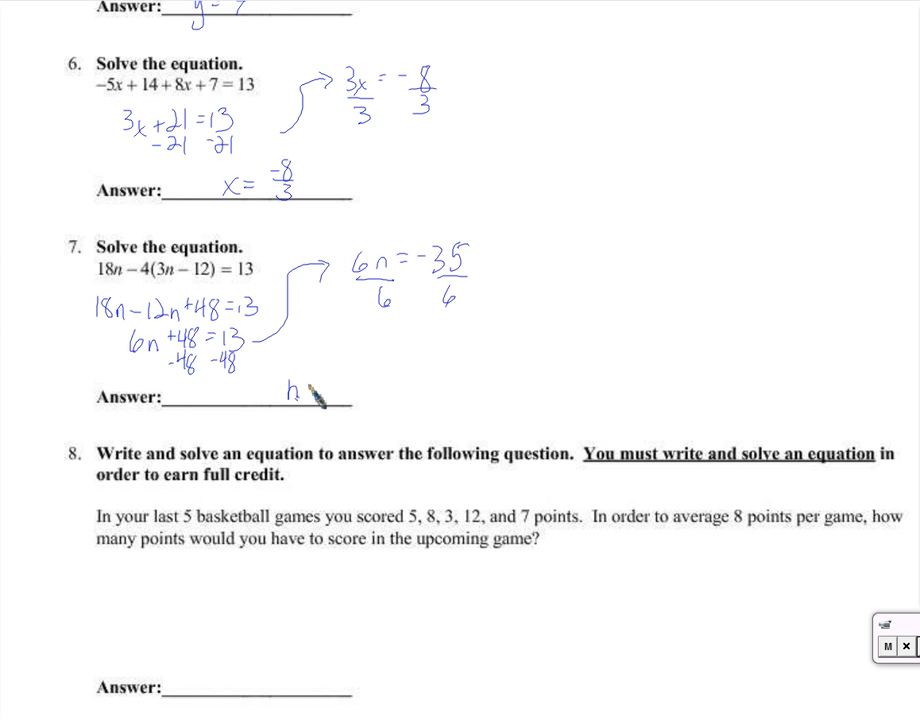 Answer: y = 7
6. Solve the equation.
−5x + 14 + 8x + 7 = 13
3x + 21 = 13
-21 -21
3x = -8
3 3
Answer: x = -8/3
7. Solve the equation.
18n − 4(3n − 12) = 13
18n - 12n + 48 = 13
6n + 48 = 13
-48 -48
6n = -35
6 6
Answer: n
8. Write and solve an equation to answer the following question. You must write and solve an equation in
order to earn full credit.
In your last 5 basketball games you scored 5, 8, 3, 12, and 7 points. In order to average 8 points per game, how
many points would you have to score in the upcoming game?
Answer:
M ×